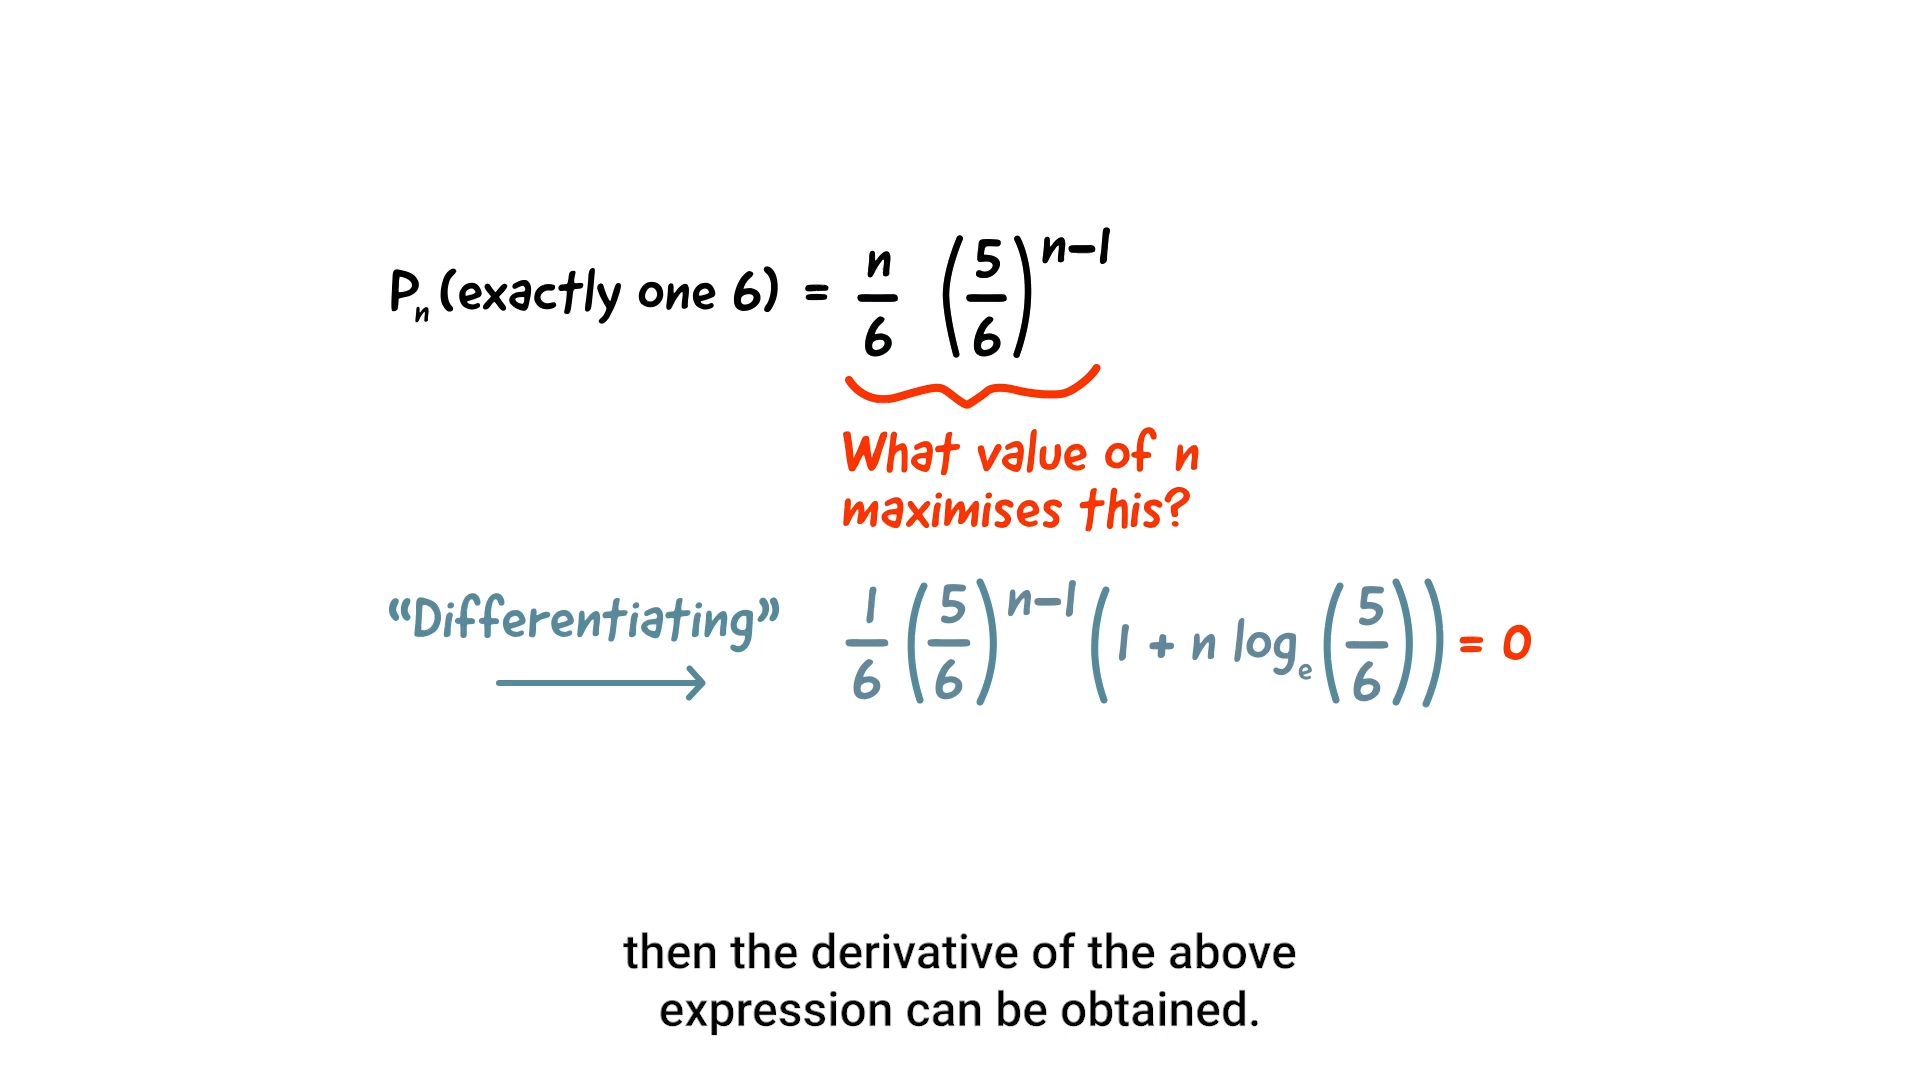 Pₙ (exactly one 6) = n/6 (5/6)ⁿ⁻¹
What value of n
maximises this?
“Differentiating” 1/6 (5/6)ⁿ⁻¹ (1 + n logₑ (5/6)) = 0
then the derivative of the above
expression can be obtained.